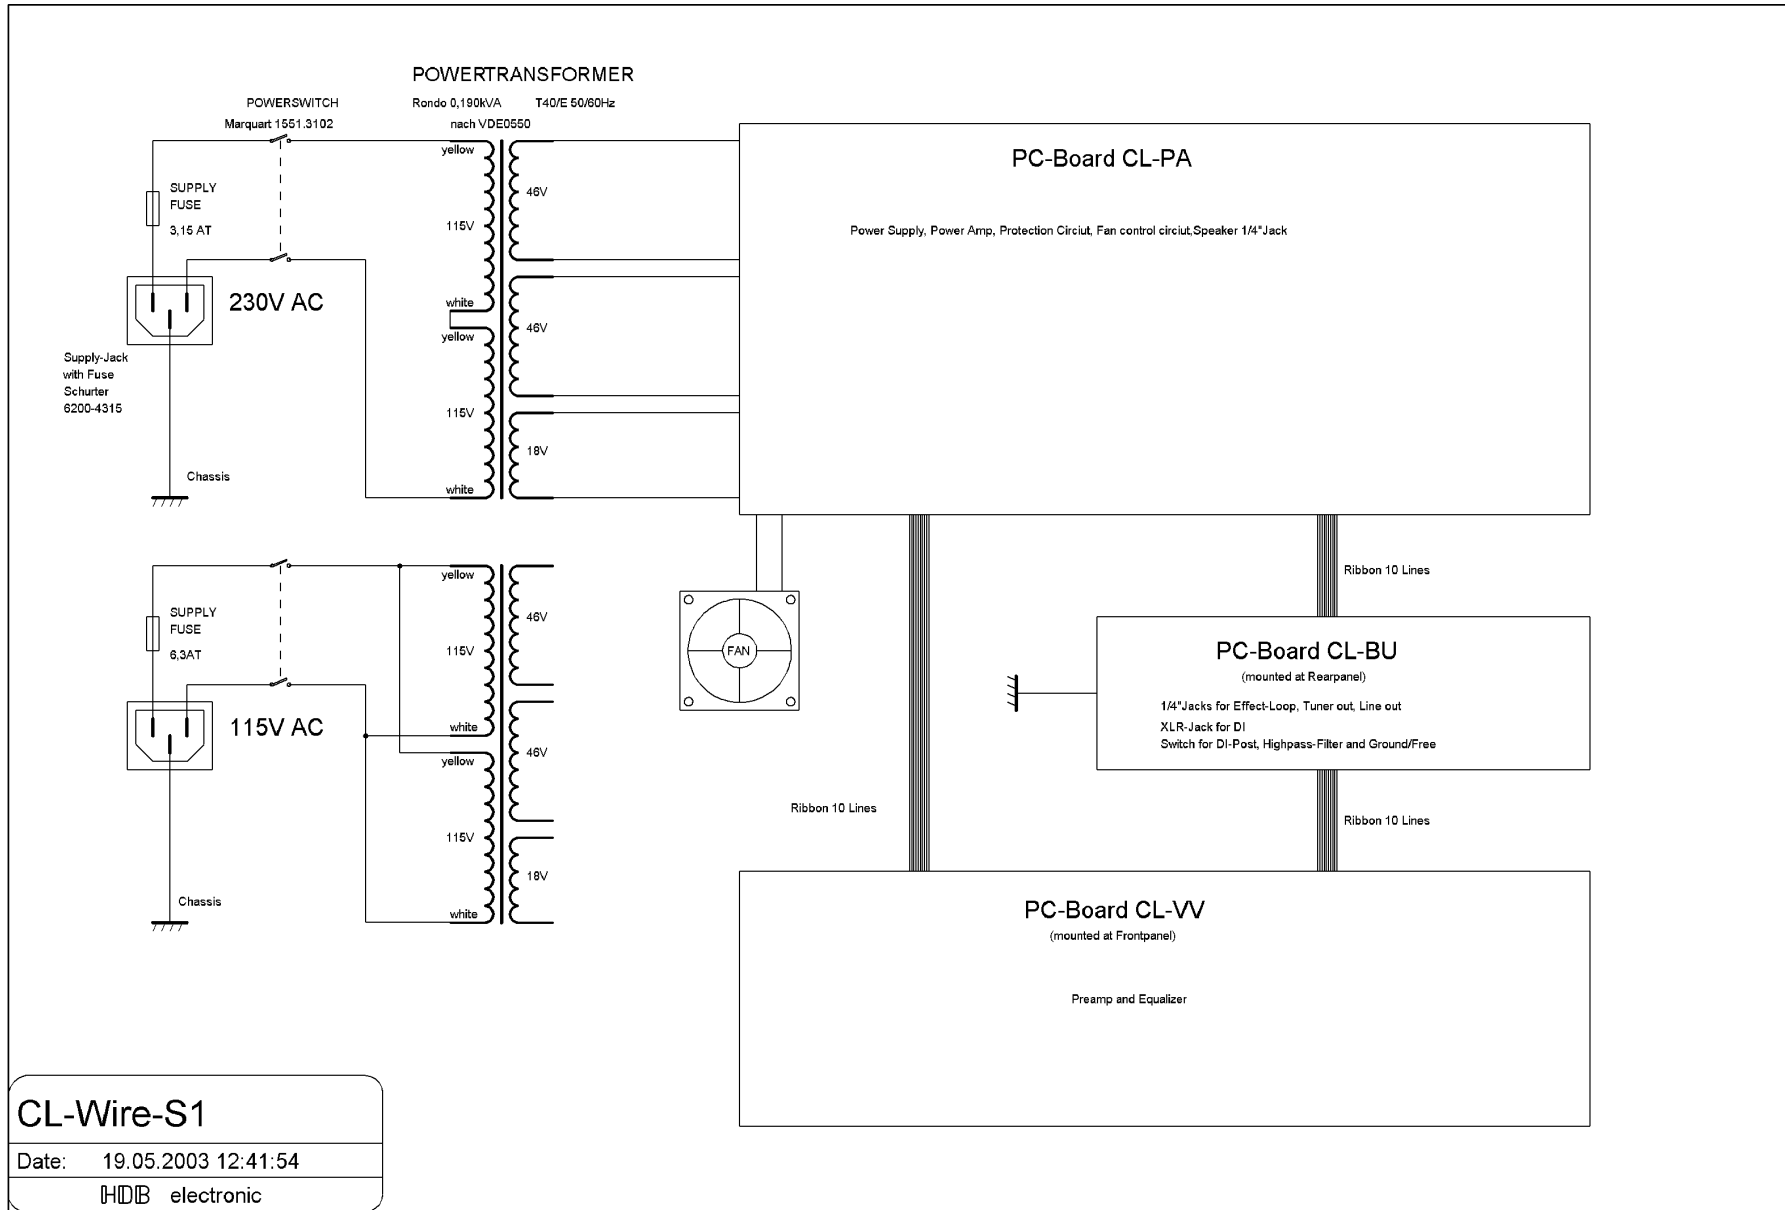 POWERTRANSFORMER
POWERSWITCH
Marquart 1551.3102
Rondo 0,190kVA T40/E 50/60Hz
nach VDE0550
yellow
SUPPLY
FUSE
3,15 AT
115V
46V
230V AC
white
yellow
46V
Supply-Jack
with Fuse
Schurter
6200-4315
115V
18V
Chassis
white
PC-Board CL-PA
Power Supply, Power Amp, Protection Circiut, Fan control circiut,Speaker 1/4"Jack
yellow
SUPPLY
FUSE
6,3AT
46V
115V
115V AC
white
yellow
46V
115V
18V
Chassis
white
FAN
Ribbon 10 Lines
PC-Board CL-BU
(mounted at Rearpanel)
1/4"Jacks for Effect-Loop, Tuner out, Line out
XLR-Jack for DI
Switch for DI-Post, Highpass-Filter and Ground/Free
Ribbon 10 Lines
Ribbon 10 Lines
PC-Board CL-VV
(mounted at Frontpanel)
Preamp and Equalizer
CL-Wire-S1
Date: 19.05.2003 12:41:54
HDB electronic